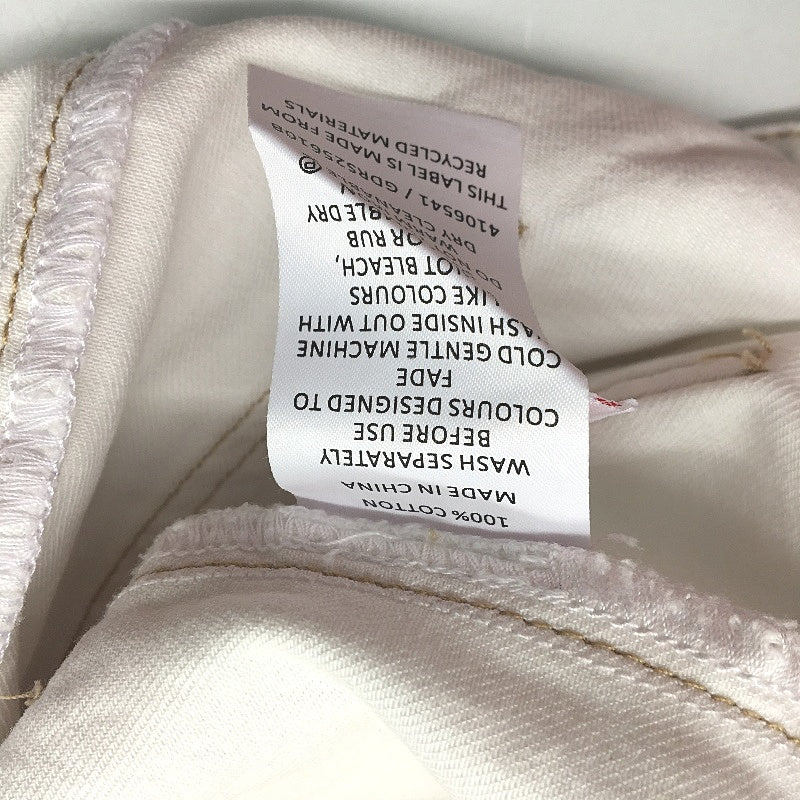 100% COTTON
MADE IN CHINA
WASH SEPARATELY
BEFORE USE
COLOURS DESIGNED TO
FADE
COLD GENTLE MACHINE
WASH INSIDE OUT WITH
LIKE COLOURS
NOT BLEACH,
OR RUB
DRY
DRY CLEANABLE
4106541 /
THIS LABEL IS MADE FROM
RECYCLED MATERIALS